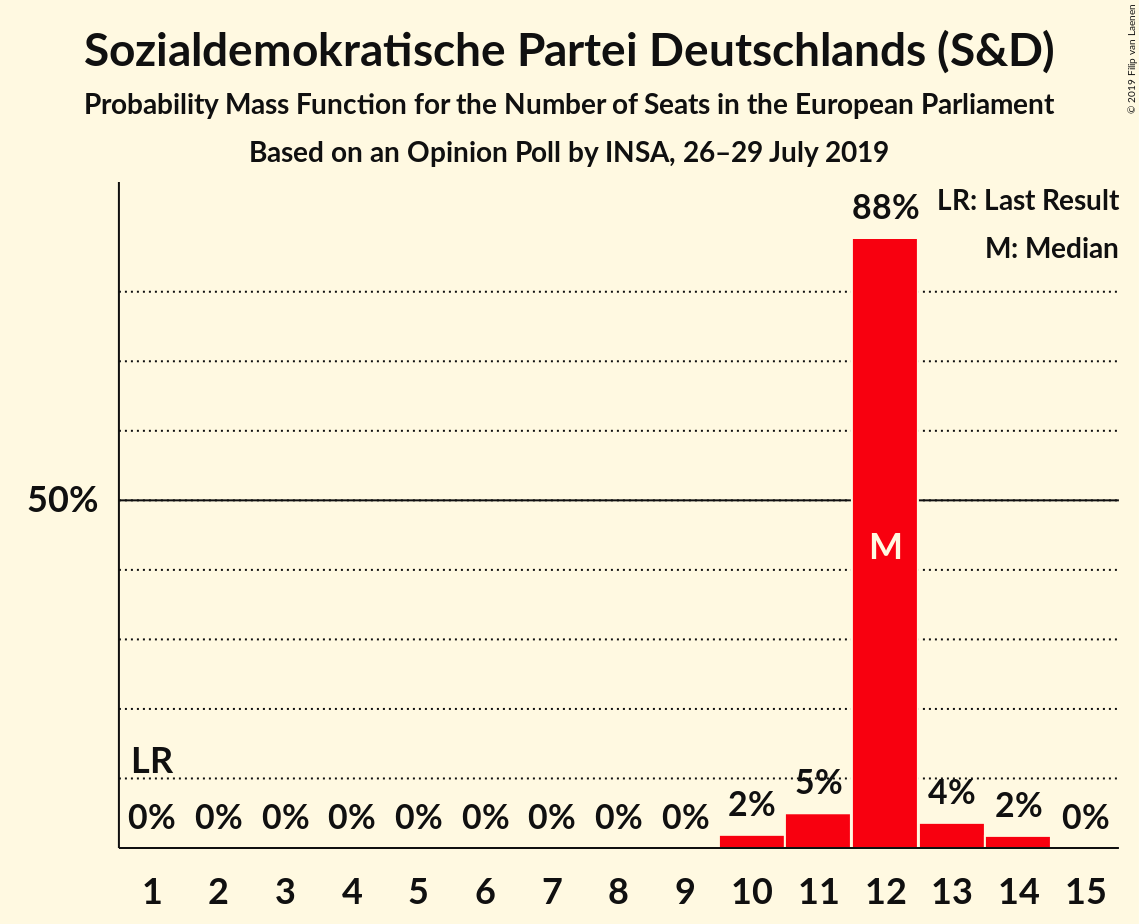 Sozialdemokratische Partei Deutschlands (S&D)
Probability Mass Function for the Number of Seats in the European Parliament
Based on an Opinion Poll by INSA, 26–29 July 2019
© 2019 Filip van Laenen
88%
LR: Last Result
M: Median
50%
M
LR
0% 0% 0% 0% 0% 0% 0% 0% 0% 2% 5% 4% 2% 0%
1 2 3 4 5 6 7 8 9 10 11 12 13 14 15